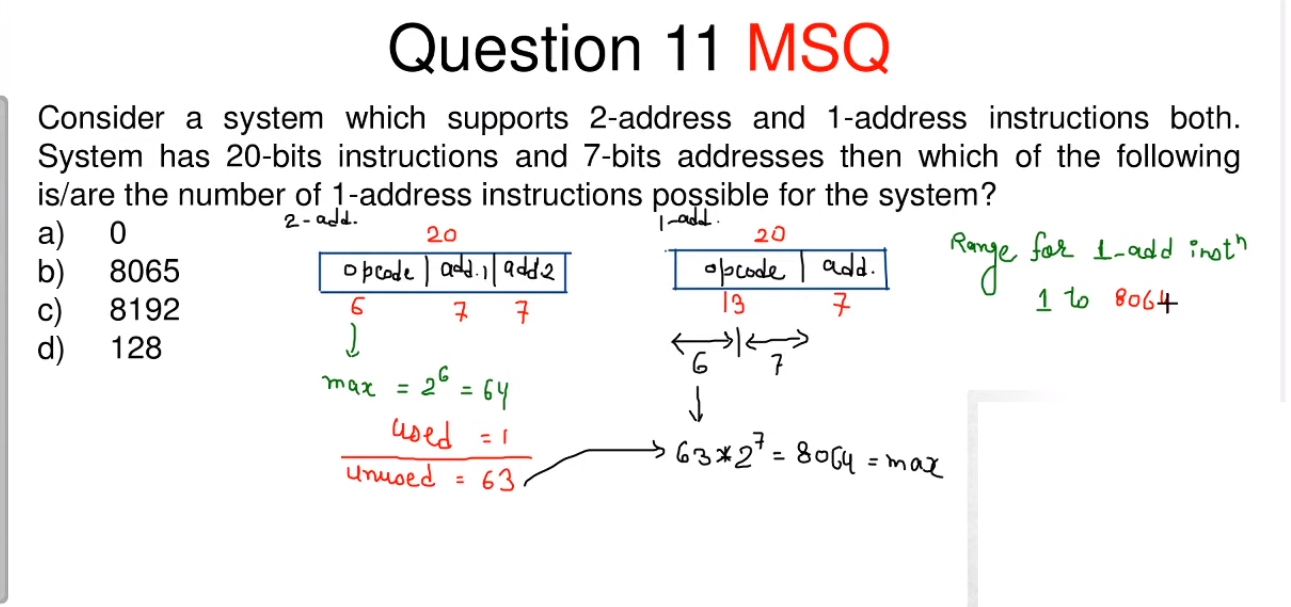 Question 11 MSQ
Consider a system which supports 2-address and 1-address instructions both.
System has 20-bits instructions and 7-bits addresses then which of the following
is/are the number of 1-address instructions possible for the system?
a) 0
b) 8065
c) 8192
d) 128
2-add.
20
opcode | add.1 | add2
6 7 7
max = 2⁶ = 64
used = 1
unused = 63
1-add.
20
opcode | add.
13 7
6 7
63*2⁷ = 8064 = max
Range for 1-add instⁿ
1 to 8064